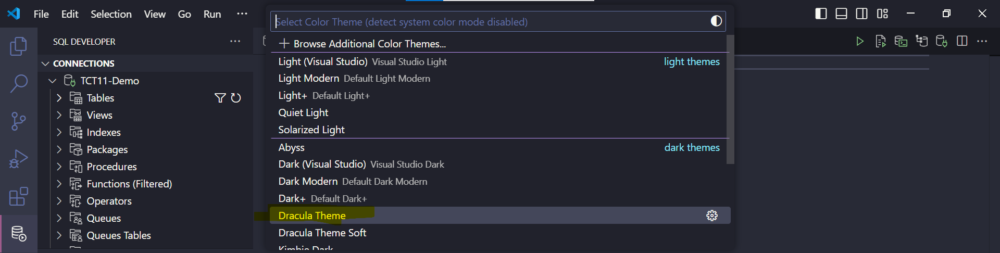 File Edit Selection View Go Run ···
SQL DEVELOPER ···
CONNECTIONS
TCT11-Demo
Tables
Views
Indexes
Packages
Procedures
Functions (Filtered)
Operators
Queues
Queues Tables
Select Color Theme (detect system color mode disabled)
+ Browse Additional Color Themes...
Light (Visual Studio) Visual Studio Light light themes
Light Modern Default Light Modern
Light+ Default Light+
Quiet Light
Solarized Light
Abyss dark themes
Dark (Visual Studio) Visual Studio Dark
Dark Modern Default Dark Modern
Dark+ Default Dark+
Dracula Theme
Dracula Theme Soft
Kimbie Dark